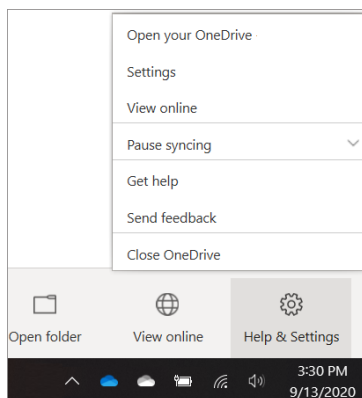 Open your OneDrive
Settings
View online
Pause syncing
Get help
Send feedback
Close OneDrive
Open folder
View online
Help & Settings
3:30 PM
9/13/2020